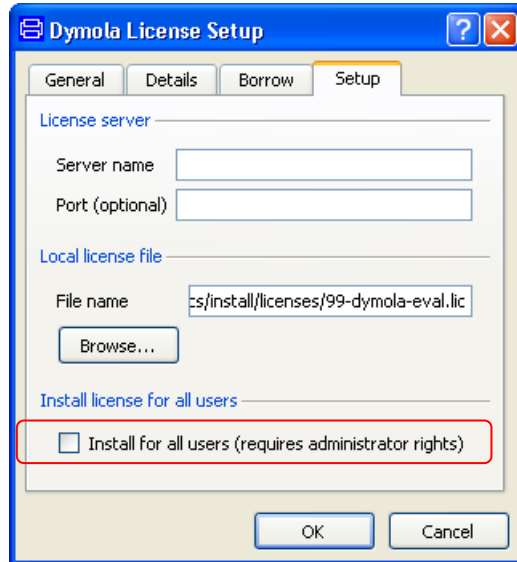 Dymola License Setup
General Details Borrow Setup
License server
Server name
Port (optional)
Local license file
File name /install/licenses/99-dymola-eval.lic
Browse...
Install license for all users
Install for all users (requires administrator rights)
OK Cancel